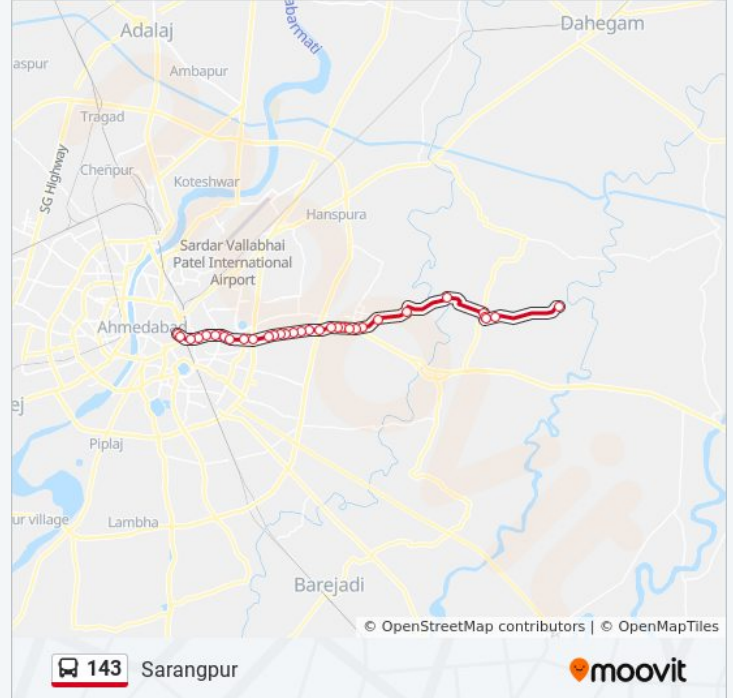 Adalaj
abarmati
Dahegam
aspur
Ambapur
Tragad
Chenpur
SG Highway
Koteshwar
Hanspura
Sardar Vallabhai
Patel International
Airport
Ahmedabad
ej
Piplaj
ur village
Lambha
Barejadi
© OpenStreetMap contributors | © OpenMapTiles
143 Sarangpur
moovit